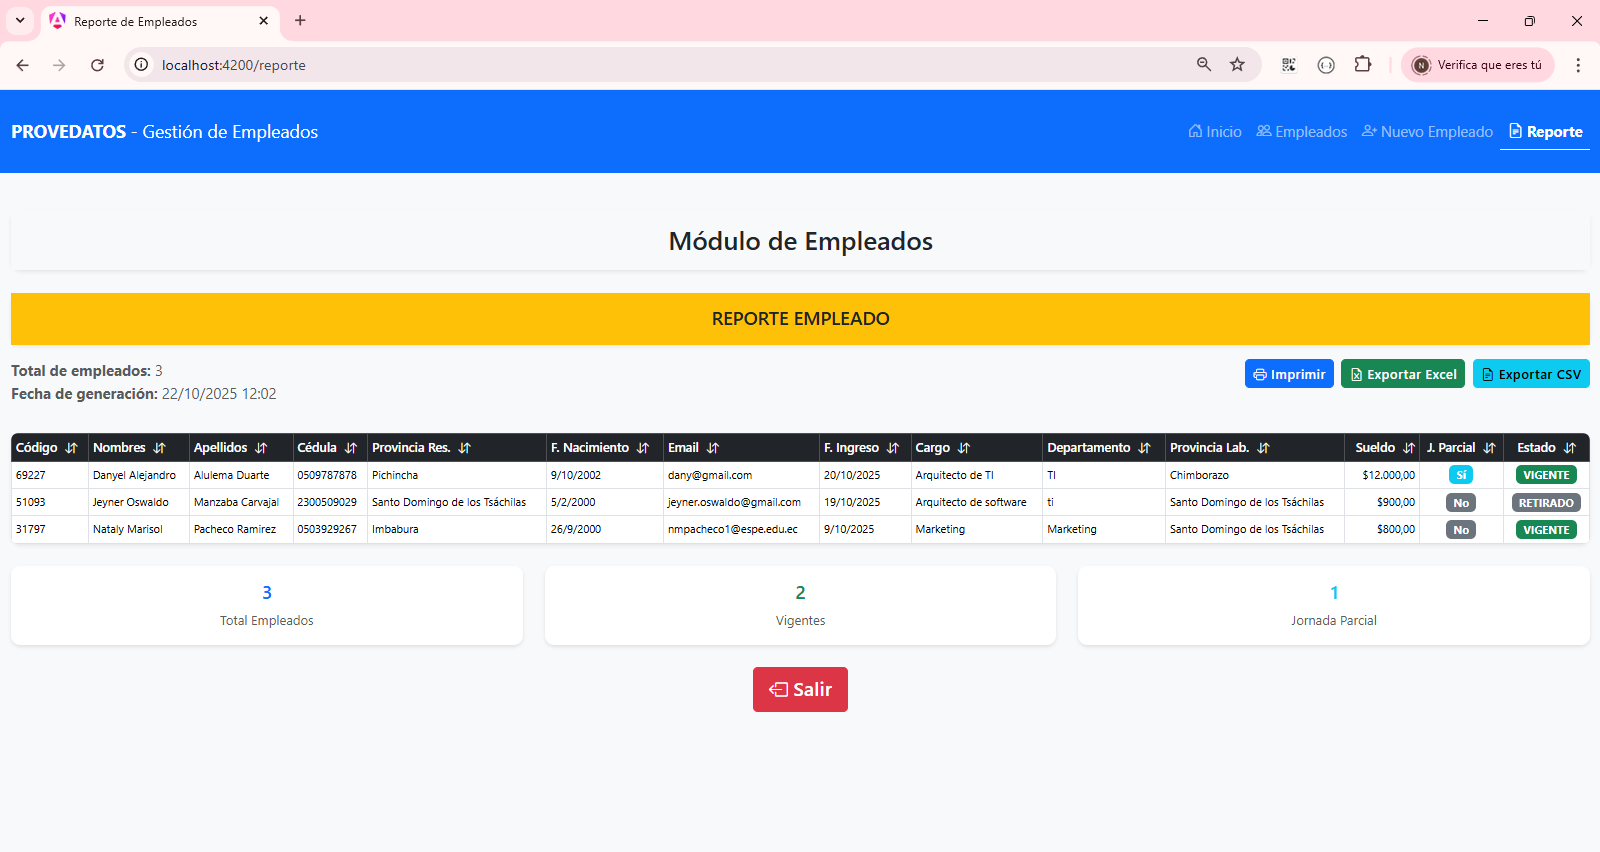 Reporte de Empleados
localhost:4200/reporte
N Verifica que eres tú
PROVEDATOS - Gestión de Empleados
Inicio Empleados Nuevo Empleado Reporte
Módulo de Empleados
REPORTE EMPLEADO
Total de empleados: 3
Fecha de generación: 22/10/2025 12:02
Imprimir Exportar Excel Exportar CSV
Código Nombres Apellidos Cédula Provincia Res. F. Nacimiento Email F. Ingreso Cargo Departamento Provincia Lab. Sueldo J. Parcial Estado
69227 Danyel Alejandro Alulema Duarte 0509787878 Pichincha 9/10/2002 dany@gmail.com 20/10/2025 Arquitecto de TI TI Chimborazo $12.000,00 Sí VIGENTE
51093 Jeyner Oswaldo Manzaba Carvajal 2300509029 Santo Domingo de los Tsáchilas 5/2/2000 jeyner.oswaldo@gmail.com 19/10/2025 Arquitecto de software ti Santo Domingo de los Tsáchilas $900,00 No RETIRADO
31797 Nataly Marisol Pacheco Ramirez 0503929267 Imbabura 26/9/2000 nmpacheco1@espe.edu.ec 9/10/2025 Marketing Marketing Santo Domingo de los Tsáchilas $800,00 No VIGENTE
3
Total Empleados
2
Vigentes
1
Jornada Parcial
Salir